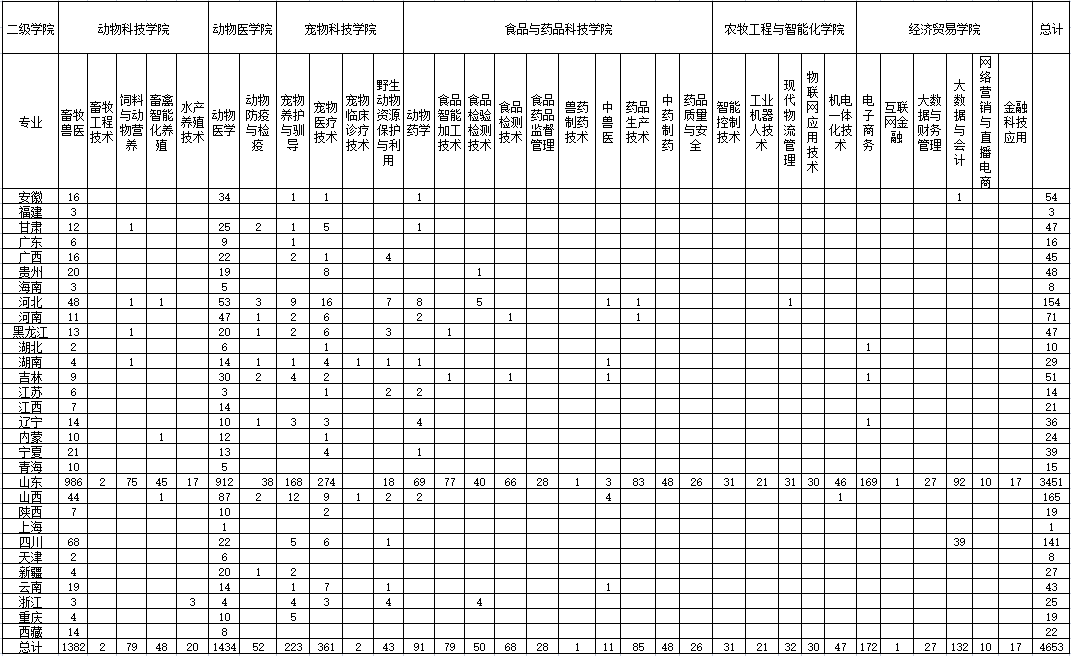 二级学院 动物科技学院 动物医学院 宠物科技学院 食品与药品科技学院 农牧工程与智能化学院 经济贸易学院 总计
专业 畜牧兽医 畜牧工程技术 饲料与动物营养 畜禽智能化养殖 水产养殖技术 动物医学 动物防疫与检疫 宠物养护与驯导 宠物医疗技术 宠物临床诊疗技术 野生动物资源保护与利用 动物药学 食品智能加工技术 食品检验检测技术 食品检测技术 食品药品监督管理 兽药制药技术 中兽医 药品生产技术 中药制药 药品质量与安全 智能控制技术 工业机器人技术 现代物流管理 物联网应用技术 机电一体化技术 电子商务 互联网金融 大数据与财务管理 大数据与会计 网络营销与直播电商 金融科技应用
安徽 16 34 1 1 1 1 54
福建 3 3
甘肃 12 1 25 2 1 5 1 47
广东 6 9 1 16
广西 16 22 2 1 4 45
贵州 20 19 8 1 48
海南 3 5 8
河北 48 1 1 53 3 9 16 7 8 5 1 1 1 154
河南 11 47 1 2 6 2 1 1 71
黑龙江 13 1 20 1 2 6 3 1 47
湖北 2 6 1 1 10
湖南 4 1 14 1 1 4 1 1 1 1 29
吉林 9 30 2 4 2 1 1 1 1 51
江苏 6 3 1 2 2 14
江西 7 14 21
辽宁 14 10 1 3 3 4 1 36
内蒙 10 1 12 1 24
宁夏 21 13 4 1 39
青海 10 5 15
山东 986 2 75 45 17 912 38 168 274 18 69 77 40 66 28 1 3 83 48 26 31 21 31 30 46 169 1 27 92 10 17 3451
山西 44 1 87 2 12 9 1 2 2 4 1 165
陕西 7 10 2 19
上海 1 1
四川 68 22 5 6 1 39 141
天津 2 6 8
新疆 4 20 1 2 27
云南 19 14 1 7 1 1 43
浙江 3 3 4 4 3 4 4 25
重庆 4 10 5 19
西藏 14 8 22
总计 1382 2 79 48 20 1434 52 223 361 2 43 91 79 50 68 28 1 11 85 48 26 31 21 32 30 47 172 1 27 132 10 17 4653